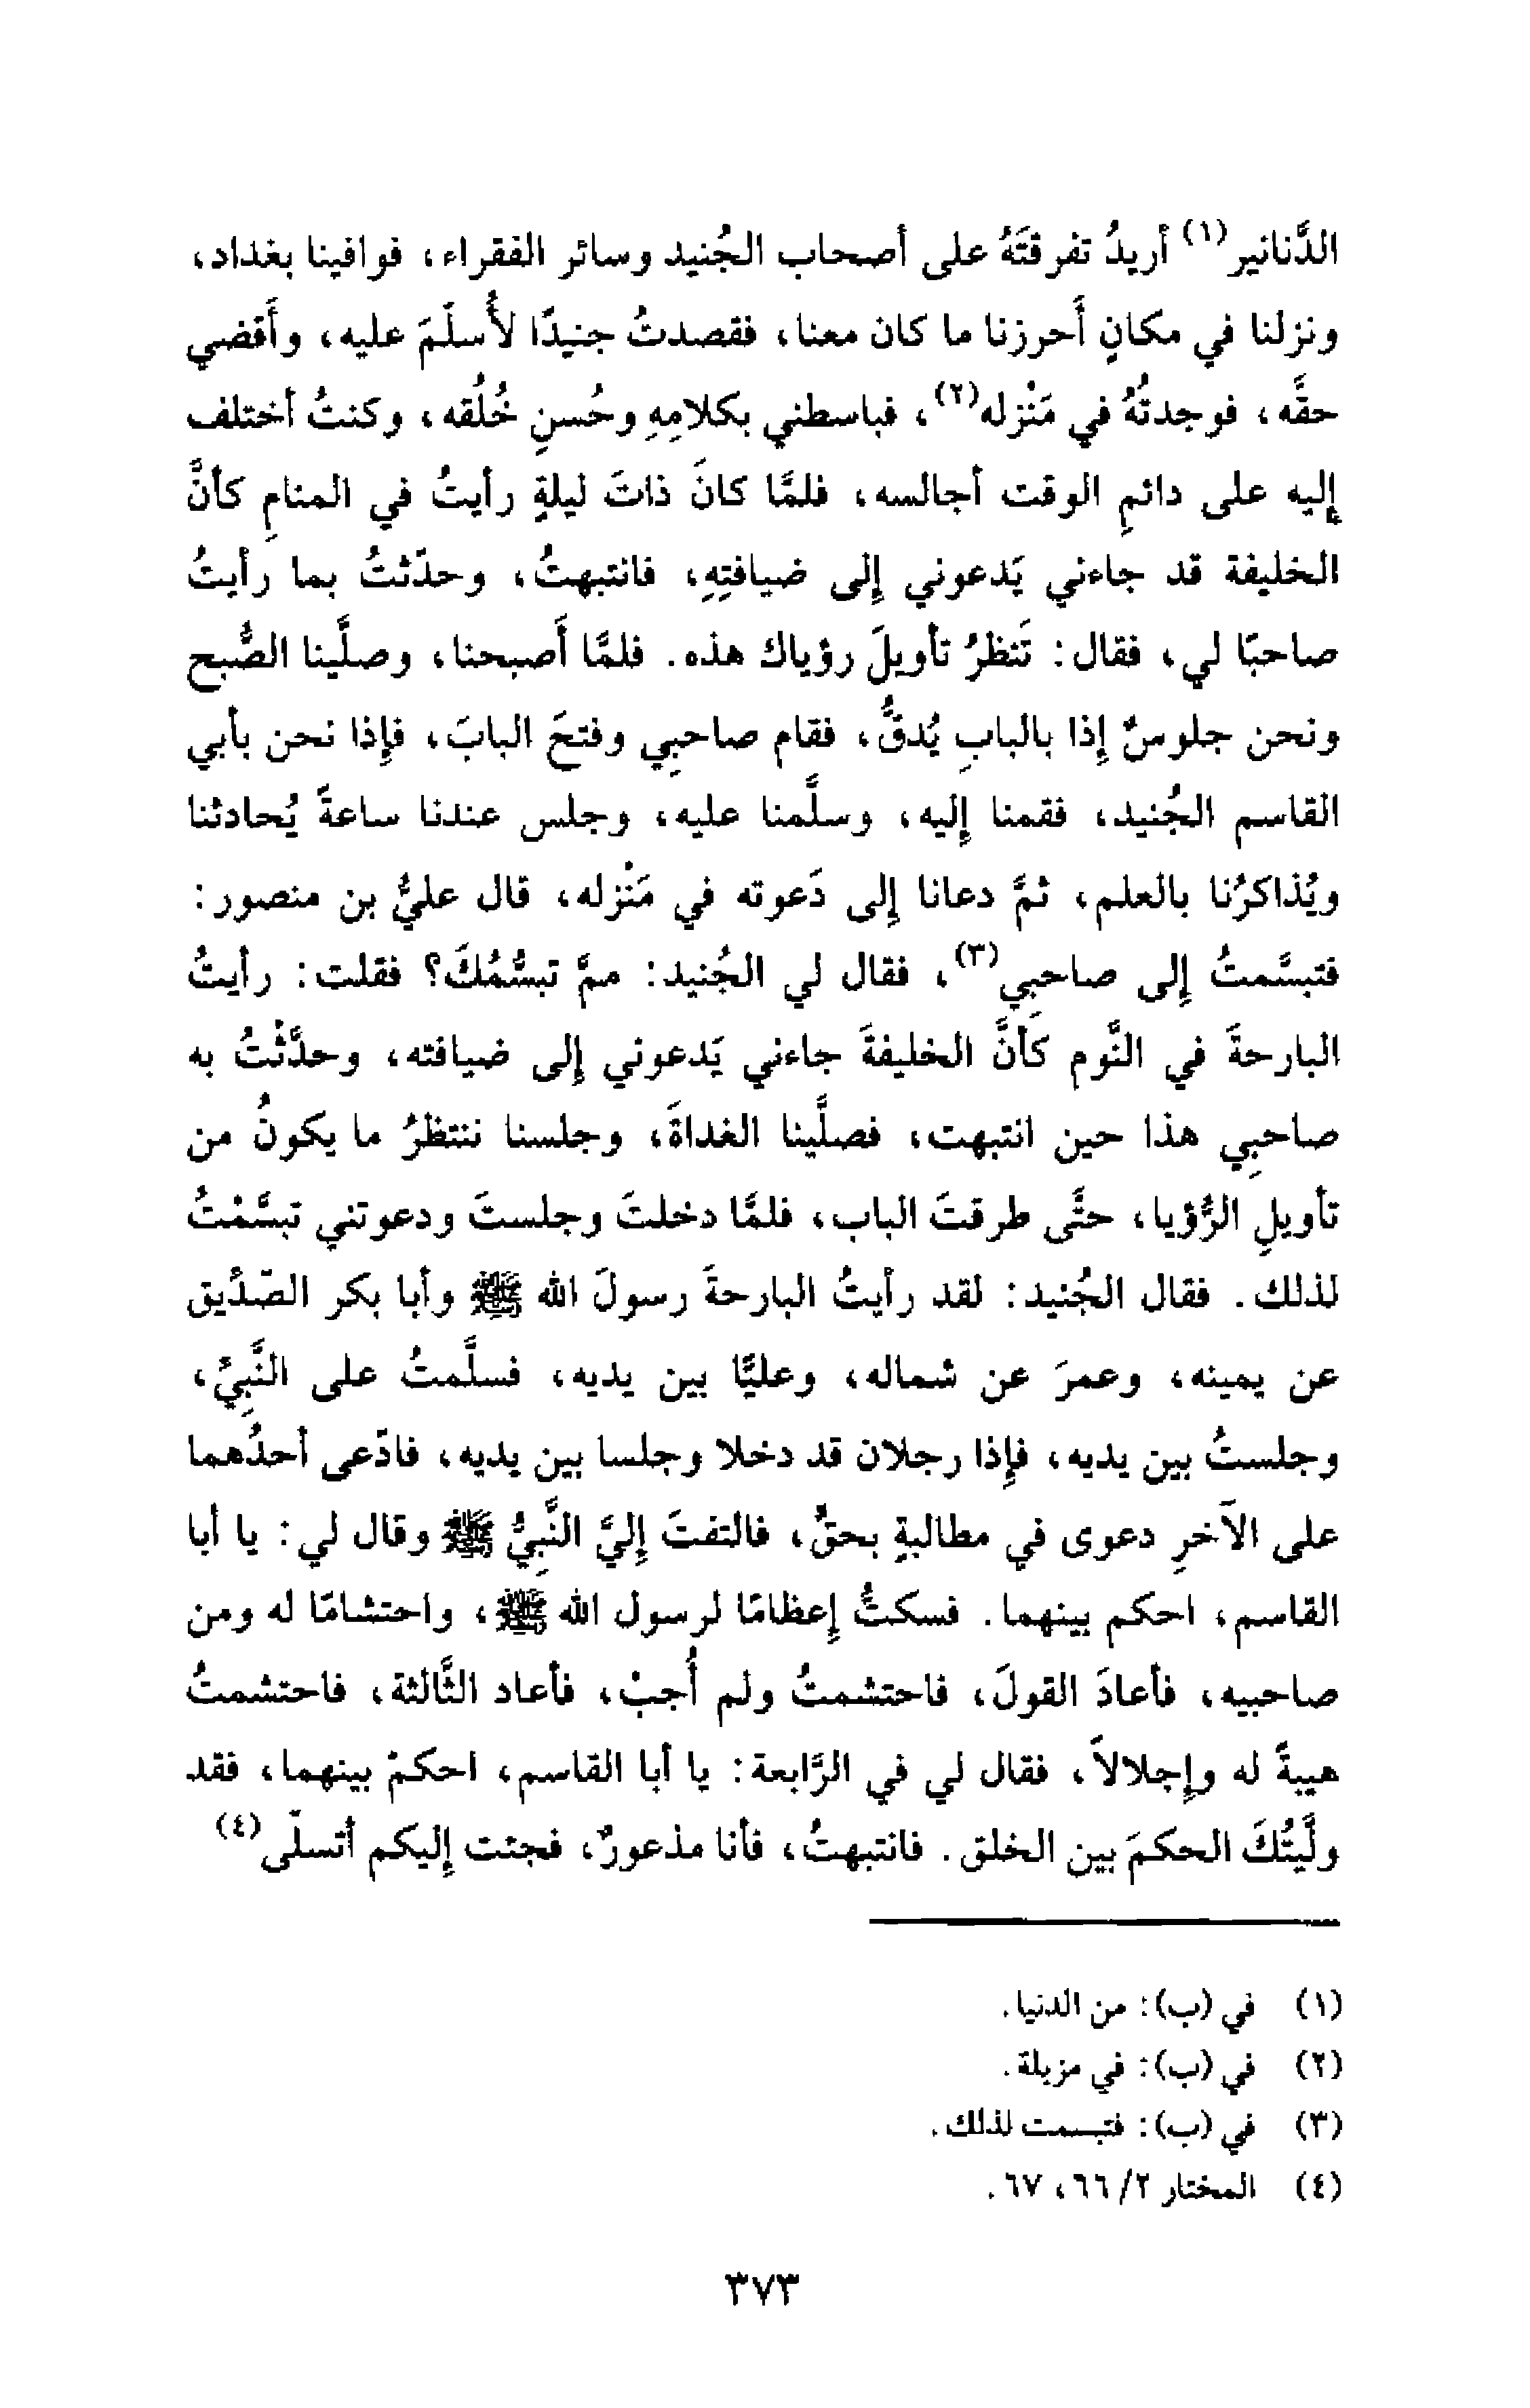 الدَّنانير(١) أريدُ تفرقتَهُ على أصحاب الجُنيد وسائر الفقراء، فوافينا بغداد،
ونزلنا في مكانٍ أَحرزنا ما كان معنا، فقصدتُ جنيدًا لأُسلّمَ عليه، وأَقضي
حقَّه، فوجدتُهُ في مَنْزله(٢)، فباسطني بكلامِهِ وحُسنِ خُلُقه، وكنتُ أختلف
إليه على دائمِ الوقت أجالسه، فلمَّا كانَ ذاتَ ليلةٍ رأيتُ في المنامِ كأنَّ
الخليفة قد جاءني يَدعوني إلى ضيافتِهِ، فانتبهتُ، وحدّثتُ بما رأيتُ
صاحبًا لي، فقال: تَنظرُ تأويلَ رؤياك هذه. فلمَّا أَصبحنا، وصلَّينا الصُّبح
ونحن جلوسٌ إذا بالبابِ يُدقُّ، فقام صاحبِي وفتحَ البابَ، فإذا نحن بأبي
القاسم الجُنيد، فقمنا إليه، وسلَّمنا عليه، وجلس عندنا ساعةً يُحادثنا
ويُذاكرُنا بالعلم، ثمَّ دعانا إلى دَعوته في مَنْزله، قال عليُّ بن منصور:
فتبسَّمتُ إلى صاحبِي(٣)، فقال لي الجُنيد: ممَّ تبسُّمُكَ؟ فقلت: رأيتُ
البارحةَ في النَّوم كَأنَّ الخليفةَ جاءني يَدعوني إلى ضيافته، وحدَّثْتُ به
صاحبِي هذا حين انتبهت، فصلَّينا الغداةَ، وجلسنا ننتظرُ ما يكونُ من
تأويلِ الرُّؤيا، حتَّى طرقتَ الباب، فلمَّا دخلتَ وجلستَ ودعوتني تبسَّمْتُ
لذلك. فقال الجُنيد: لقد رأيتُ البارحةَ رسولَ الله ﷺ وأبا بكر الصّدِّيق
عن يمينه، وعمرَ عن شماله، وعليًّا بين يديه، فسلَّمتُ على النَّبِيِّ،
وجلستُ بين يديه، فإذا رجلان قد دخلا وجلسا بين يديه، فادّعى أحدُهما
على الآخرِ دعوى في مطالبةٍ بحقٍّ، فالتفتَ إليَّ النَّبِيُّ ﷺ وقال لي: يا أبا
القاسم، احكم بينهما. فسكتُّ إعظامًا لرسول الله ﷺ، واحتشامًا له ومن
صاحبيه، فأعادَ القولَ، فاحتشمتُ ولم أُجبْ، فأعاد الثَّالثة، فاحتشمتُ
هيبةً له وإجلالاً، فقال لي في الرَّابعة: يا أبا القاسم، احكمْ بينهما، فقد
ولَّيتُكَ الحكمَ بين الخلق. فانتبهتُ، فأنا مذعورٌ، فجئت إليكم أتسلّى(٤)
(١) في (ب): من الدنيا.
(٢) في (ب): في مزبلة.
(٣) في (ب): فتبسمت لذلك.
(٤) المختار ٢/ ٦٦، ٦٧.
٣٧٣